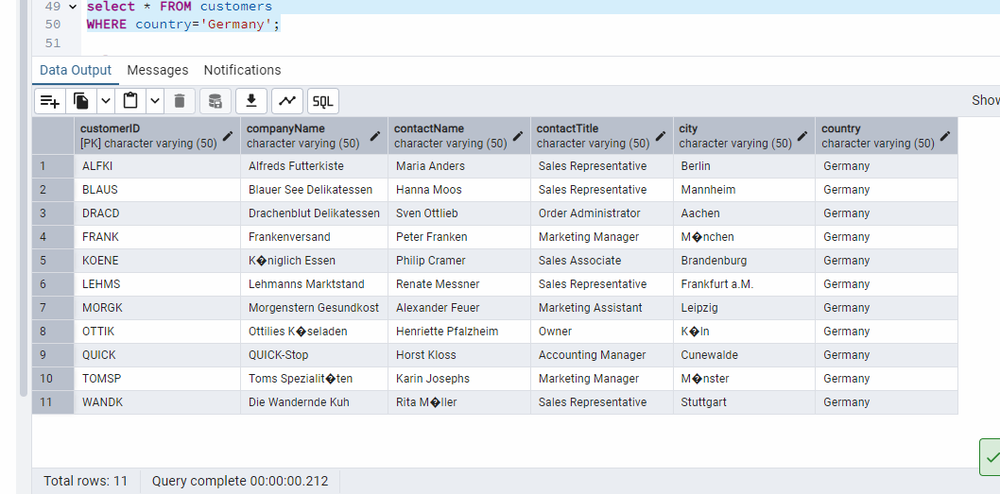 49 select * FROM customers
50 WHERE country='Germany';
51
Data Output Messages Notifications
SQL Show
customerID companyName contactName contactTitle city country
[PK] character varying (50) character varying (50) character varying (50) character varying (50) character varying (50) character varying (50)
1 ALFKI Alfreds Futterkiste Maria Anders Sales Representative Berlin Germany
2 BLAUS Blauer See Delikatessen Hanna Moos Sales Representative Mannheim Germany
3 DRACD Drachenblut Delikatessen Sven Ottlieb Order Administrator Aachen Germany
4 FRANK Frankenversand Peter Franken Marketing Manager M�nchen Germany
5 KOENE K�niglich Essen Philip Cramer Sales Associate Brandenburg Germany
6 LEHMS Lehmanns Marktstand Renate Messner Sales Representative Frankfurt a.M. Germany
7 MORGK Morgenstern Gesundkost Alexander Feuer Marketing Assistant Leipzig Germany
8 OTTIK Ottilies K�seladen Henriette Pfalzheim Owner K�ln Germany
9 QUICK QUICK-Stop Horst Kloss Accounting Manager Cunewalde Germany
10 TOMSP Toms Spezialit�ten Karin Josephs Marketing Manager M�nster Germany
11 WANDK Die Wandernde Kuh Rita M�ller Sales Representative Stuttgart Germany
Total rows: 11 Query complete 00:00:00.212